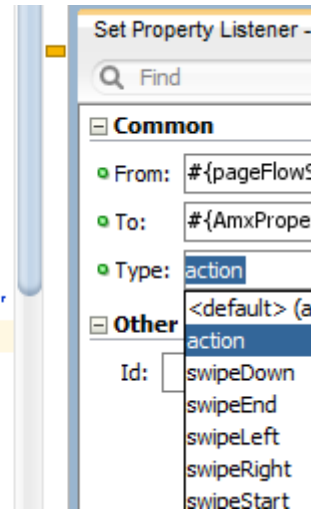 Set Property Listener -
Find
Common
From: #{pageFlowS
To: #{AmxPrope
Type: action
<default> (a
Other
action
Id:
swipeDown
swipeEnd
swipeLeft
swipeRight
swipeStart